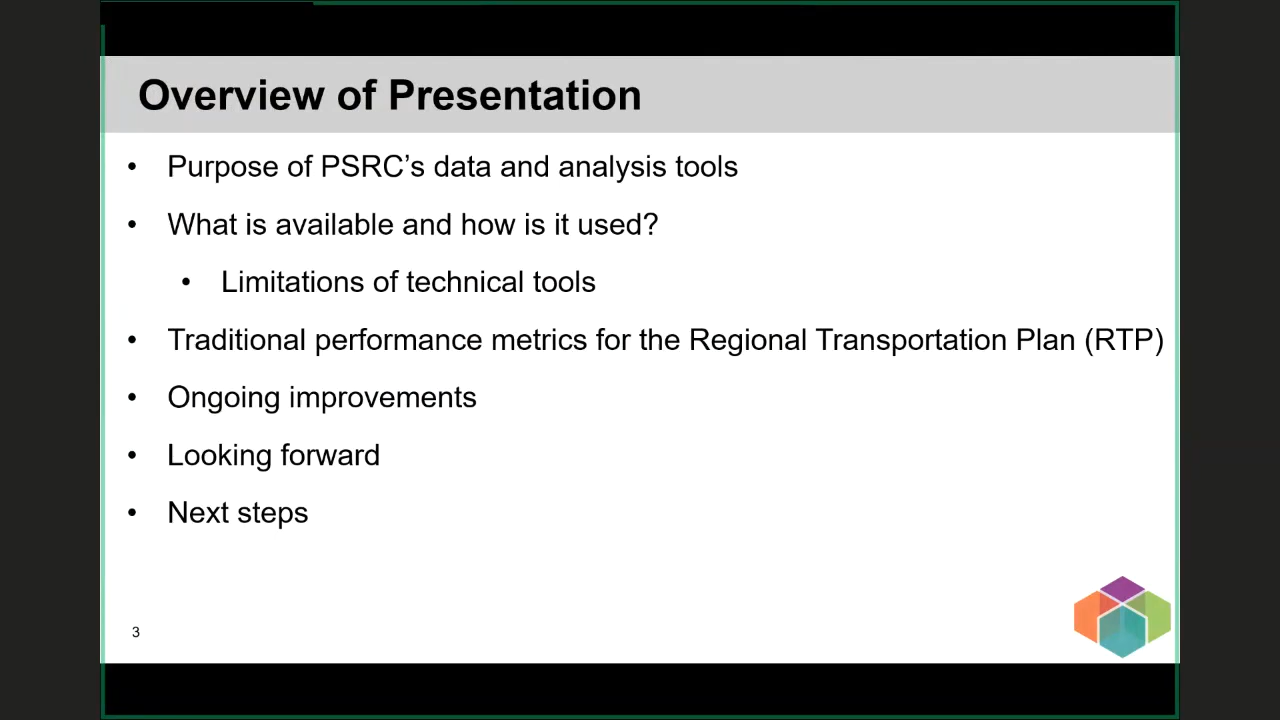 Overview of Presentation
• Purpose of PSRC’s data and analysis tools
• What is available and how is it used?
• Limitations of technical tools
• Traditional performance metrics for the Regional Transportation Plan (RTP)
• Ongoing improvements
• Looking forward
• Next steps
3